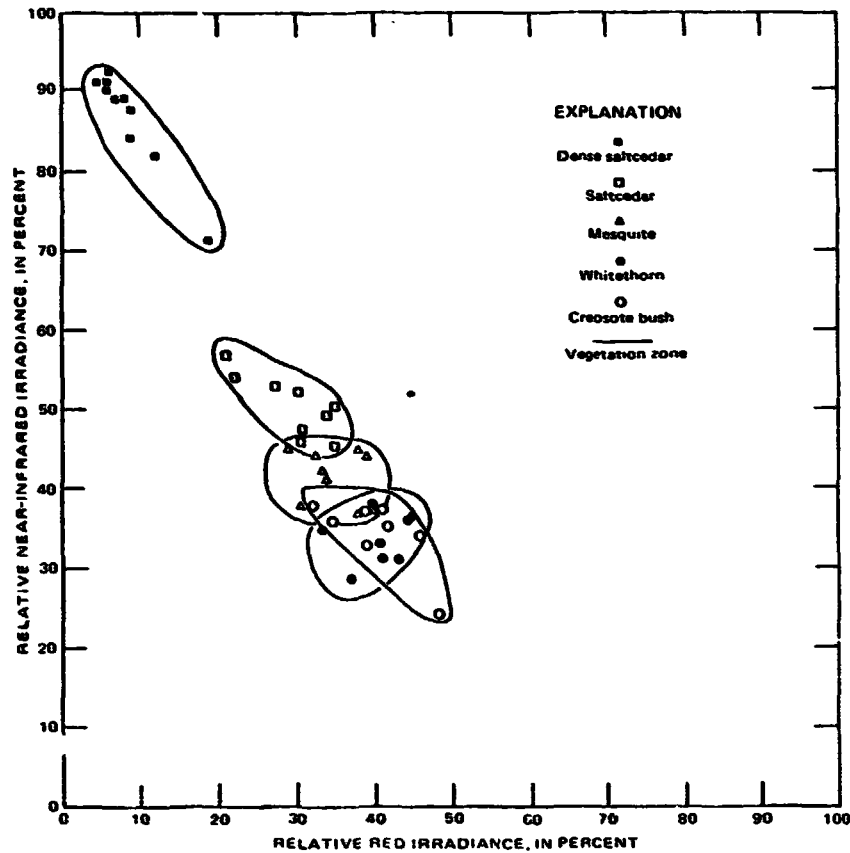 100
90
80
70
60
50
40
30
20
10
0
RELATIVE NEAR-INFRARED IRRADIANCE, IN PERCENT
EXPLANATION
Dense saltcedar
Saltcedar
Mesquite
Whitethorn
Creosote bush
Vegetation zone
0 10 20 30 40 50 60 70 80 90 100
RELATIVE RED IRRADIANCE, IN PERCENT